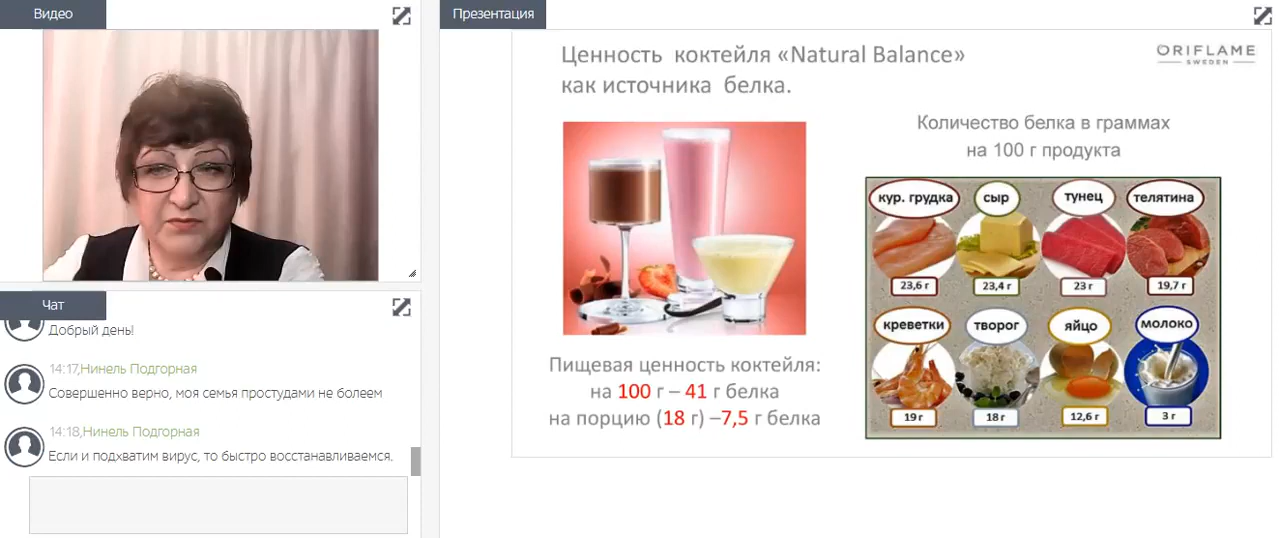 Видео
Чат
Добрый день!
14:17,Нинель Подгорная
Совершенно верно, моя семья простудами не болеем
14:18,Нинель Подгорная
Если и подхватим вирус, то быстро восстанавливаемся.
Презентация
Ценность коктейля «Natural Balance»
как источника белка.
ORIFLAME
SWEDEN
Количество белка в граммах
на 100 г продукта
кур. грудка сыр тунец телятина
23,6 г 23,4 г 23 г 19,7 г
креветки творог яйцо молоко
19 г 18 г 12,6 г 3 г
Пищевая ценность коктейля:
на 100 г – 41 г белка
на порцию (18 г) –7,5 г белка